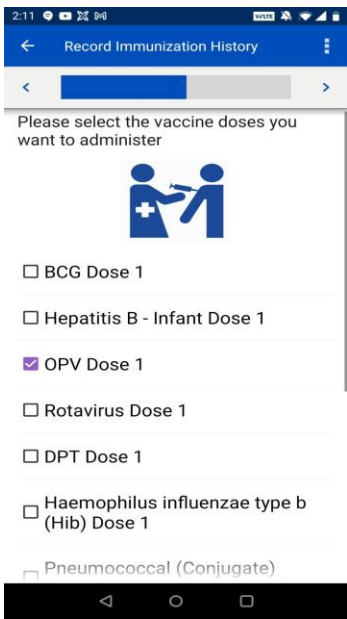 2:11
VoLTE
Record Immunization History
Please select the vaccine doses you
want to administer
BCG Dose 1
Hepatitis B - Infant Dose 1
OPV Dose 1
Rotavirus Dose 1
DPT Dose 1
Haemophilus influenzae type b
(Hib) Dose 1
Pneumococcal (Conjugate)